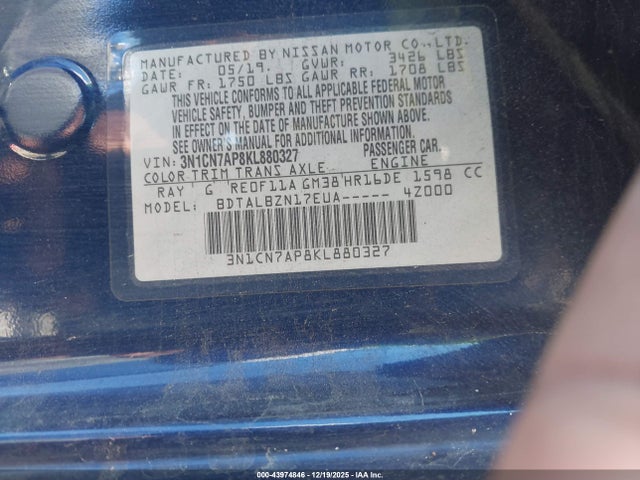 MANUFACTURED BY NISSAN MOTOR CO.,LTD.
DATE: 05/19. GVWR: 3426 LBS
GAWR FR: 1750 LBS GAWR RR: 1708 LBS
THIS VEHICLE CONFORMS TO ALL APPLICABLE FEDERAL MOTOR
VEHICLE SAFETY, BUMPER AND THEFT PREVENTION STANDARDS
IN EFFECT ON THE DATE OF MANUFACTURE SHOWN ABOVE.
SEE OWNER'S MANUAL FOR ADDITIONAL INFORMATION.
VIN: 3N1CN7AP8KL880327 PASSENGER CAR.
COLOR TRIM TRANS AXLE ENGINE
RAY G RE0F11A GM38 HR16DE 1598 CC
MODEL: BDTALBZN17EUA----- 4Z000
3N1CN7AP8KL880327
000-43974846 • 12/19/2025 • IAA Inc.